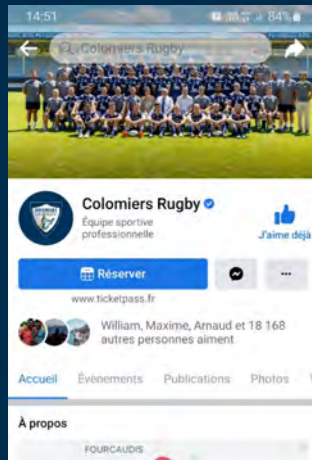 14:51
84%
Colomiers Rugby
Colomiers Rugby
Équipe sportive
professionnelle
J'aime déjà
Réserver
www.ticketpass.fr
William, Maxime, Arnaud et 18 168
autres personnes aiment
Accueil Événements Publications Photos
À propos
FOURCAUDIS